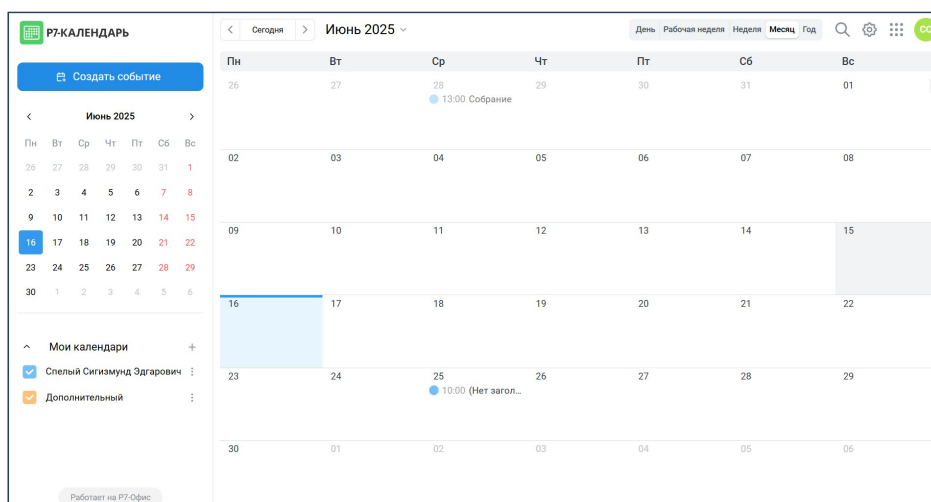 Р7-КАЛЕНДАРЬ
Создать событие
Июнь 2025
Пн Вт Ср Чт Пт Сб Вс
26 27 28 29 30 31 1
2 3 4 5 6 7 8
9 10 11 12 13 14 15
16 17 18 19 20 21 22
23 24 25 26 27 28 29
30 1 2 3 4 5 6
Мои календари
Спелый Сигизмунд Эдгарович
Дополнительный
Работает на Р7-Офис
Сегодня Июнь 2025 День Рабочая неделя Неделя Месяц Год СС
Пн Вт Ср Чт Пт Сб Вс
26 27 28 29 30 31 01
13:00 Собрание
02 03 04 05 06 07 08
09 10 11 12 13 14 15
16 17 18 19 20 21 22
23 24 25 26 27 28 29
10:00 (Нет загол...
30 01 02 03 04 05 06